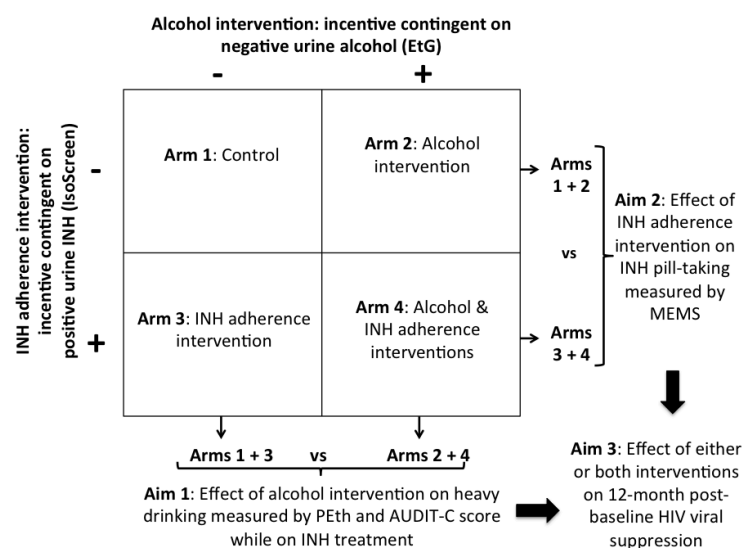 Alcohol intervention: incentive contingent on
negative urine alcohol (EtG)
-
+
INH adherence intervention:
incentive contingent on
positive urine INH (IsoScreen)
-
+
Arm 1: Control
Arm 2: Alcohol
intervention
Arm 3: INH adherence
intervention
Arm 4: Alcohol &
INH adherence
interventions
Arms
1 + 2
vs
Arms
3 + 4
Aim 2: Effect of
INH adherence
intervention on
INH pill-taking
measured by
MEMS
Arms 1 + 3 vs Arms 2 + 4
Aim 1: Effect of alcohol intervention on heavy
drinking measured by PEth and AUDIT-C score
while on INH treatment
Aim 3: Effect of either
or both interventions
on 12-month post-
baseline HIV viral
suppression